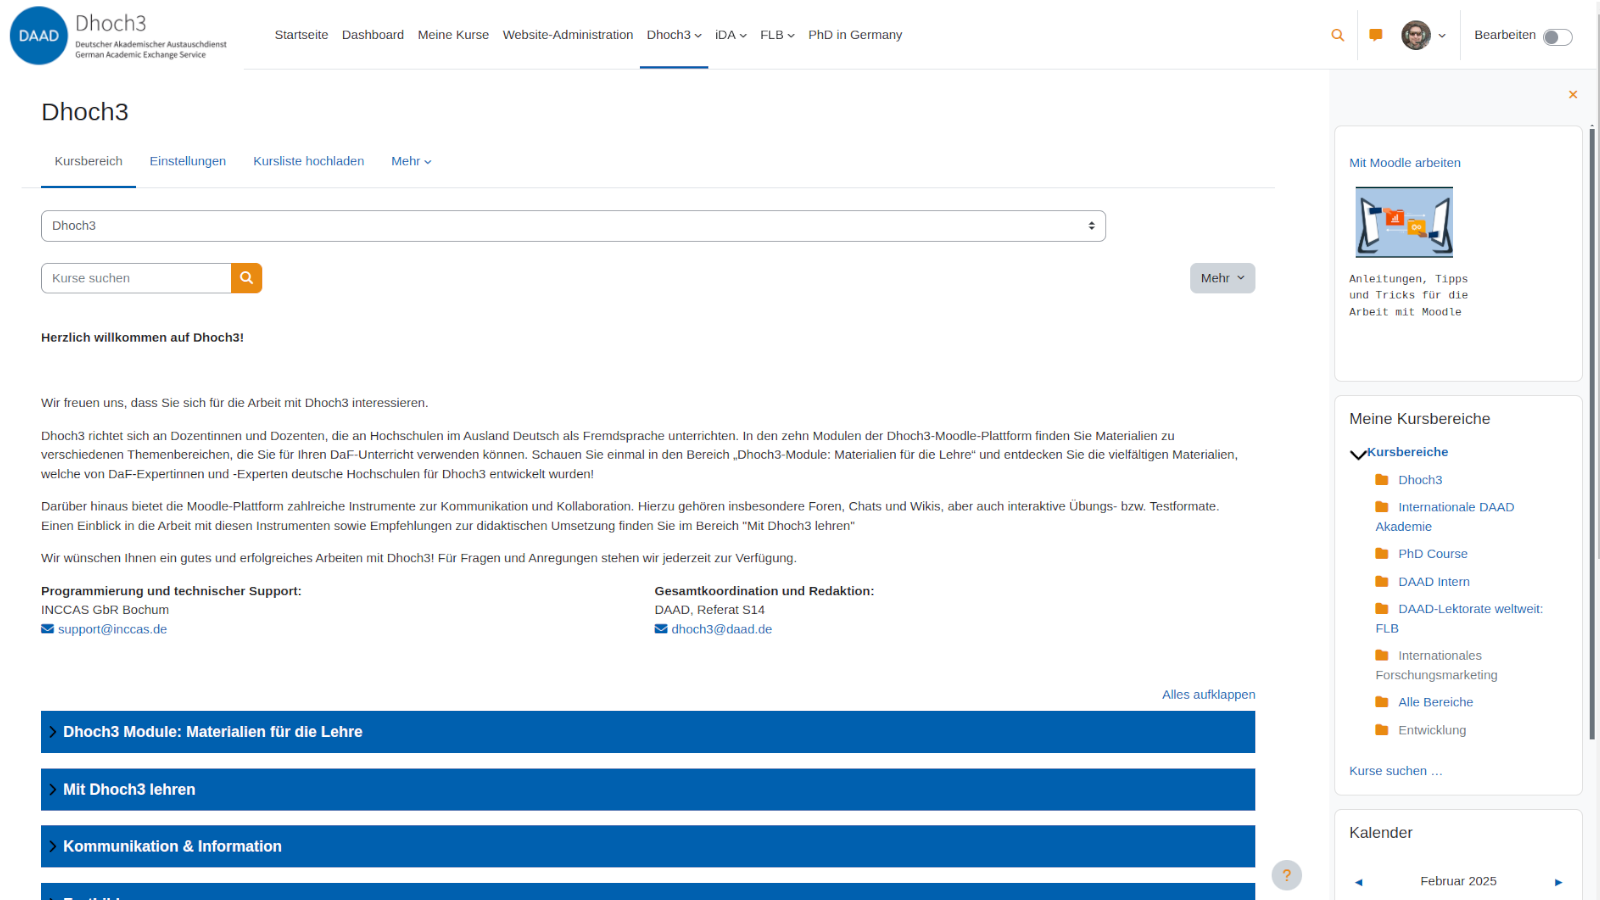 DAAD
Dhoch3
Deutscher Akademischer Austauschdienst
German Academic Exchange Service
Startseite
Dashboard
Meine Kurse
Website-Administration
Dhoch3
iDA
FLB
PhD in Germany
Bearbeiten
Dhoch3
Kursbereich
Einstellungen
Kursliste hochladen
Mehr
Dhoch3
Kurse suchen
Mehr
Herzlich willkommen auf Dhoch3!
Wir freuen uns, dass Sie sich für die Arbeit mit Dhoch3 interessieren.
Dhoch3 richtet sich an Dozentinnen und Dozenten, die an Hochschulen im Ausland Deutsch als Fremdsprache unterrichten. In den zehn Modulen der Dhoch3-Moodle-Plattform finden Sie Materialien zu
verschiedenen Themenbereichen, die Sie für Ihren DaF-Unterricht verwenden können. Schauen Sie einmal in den Bereich „Dhoch3-Module: Materialien für die Lehre“ und entdecken Sie die vielfältigen Materialien,
welche von DaF-Expertinnen und -Experten deutsche Hochschulen für Dhoch3 entwickelt wurden!
Darüber hinaus bietet die Moodle-Plattform zahlreiche Instrumente zur Kommunikation und Kollaboration. Hierzu gehören insbesondere Foren, Chats und Wikis, aber auch interaktive Übungs- bzw. Testformate.
Einen Einblick in die Arbeit mit diesen Instrumenten sowie Empfehlungen zur didaktischen Umsetzung finden Sie im Bereich "Mit Dhoch3 lehren"
Wir wünschen Ihnen ein gutes und erfolgreiches Arbeiten mit Dhoch3! Für Fragen und Anregungen stehen wir jederzeit zur Verfügung.
Programmierung und technischer Support:
INCCAS GbR Bochum
support@inccas.de
Gesamtkoordination und Redaktion:
DAAD, Referat S14
dhoch3@daad.de
Alles aufklappen
Dhoch3 Module: Materialien für die Lehre
Mit Dhoch3 lehren
Kommunikation & Information
?
Mit Moodle arbeiten
Anleitungen, Tipps
und Tricks für die
Arbeit mit Moodle
Meine Kursbereiche
Kursbereiche
Dhoch3
Internationale DAAD
Akademie
PhD Course
DAAD Intern
DAAD-Lektorate weltweit:
FLB
Internationales
Forschungsmarketing
Alle Bereiche
Entwicklung
Kurse suchen …
Kalender
◄
Februar 2025
►